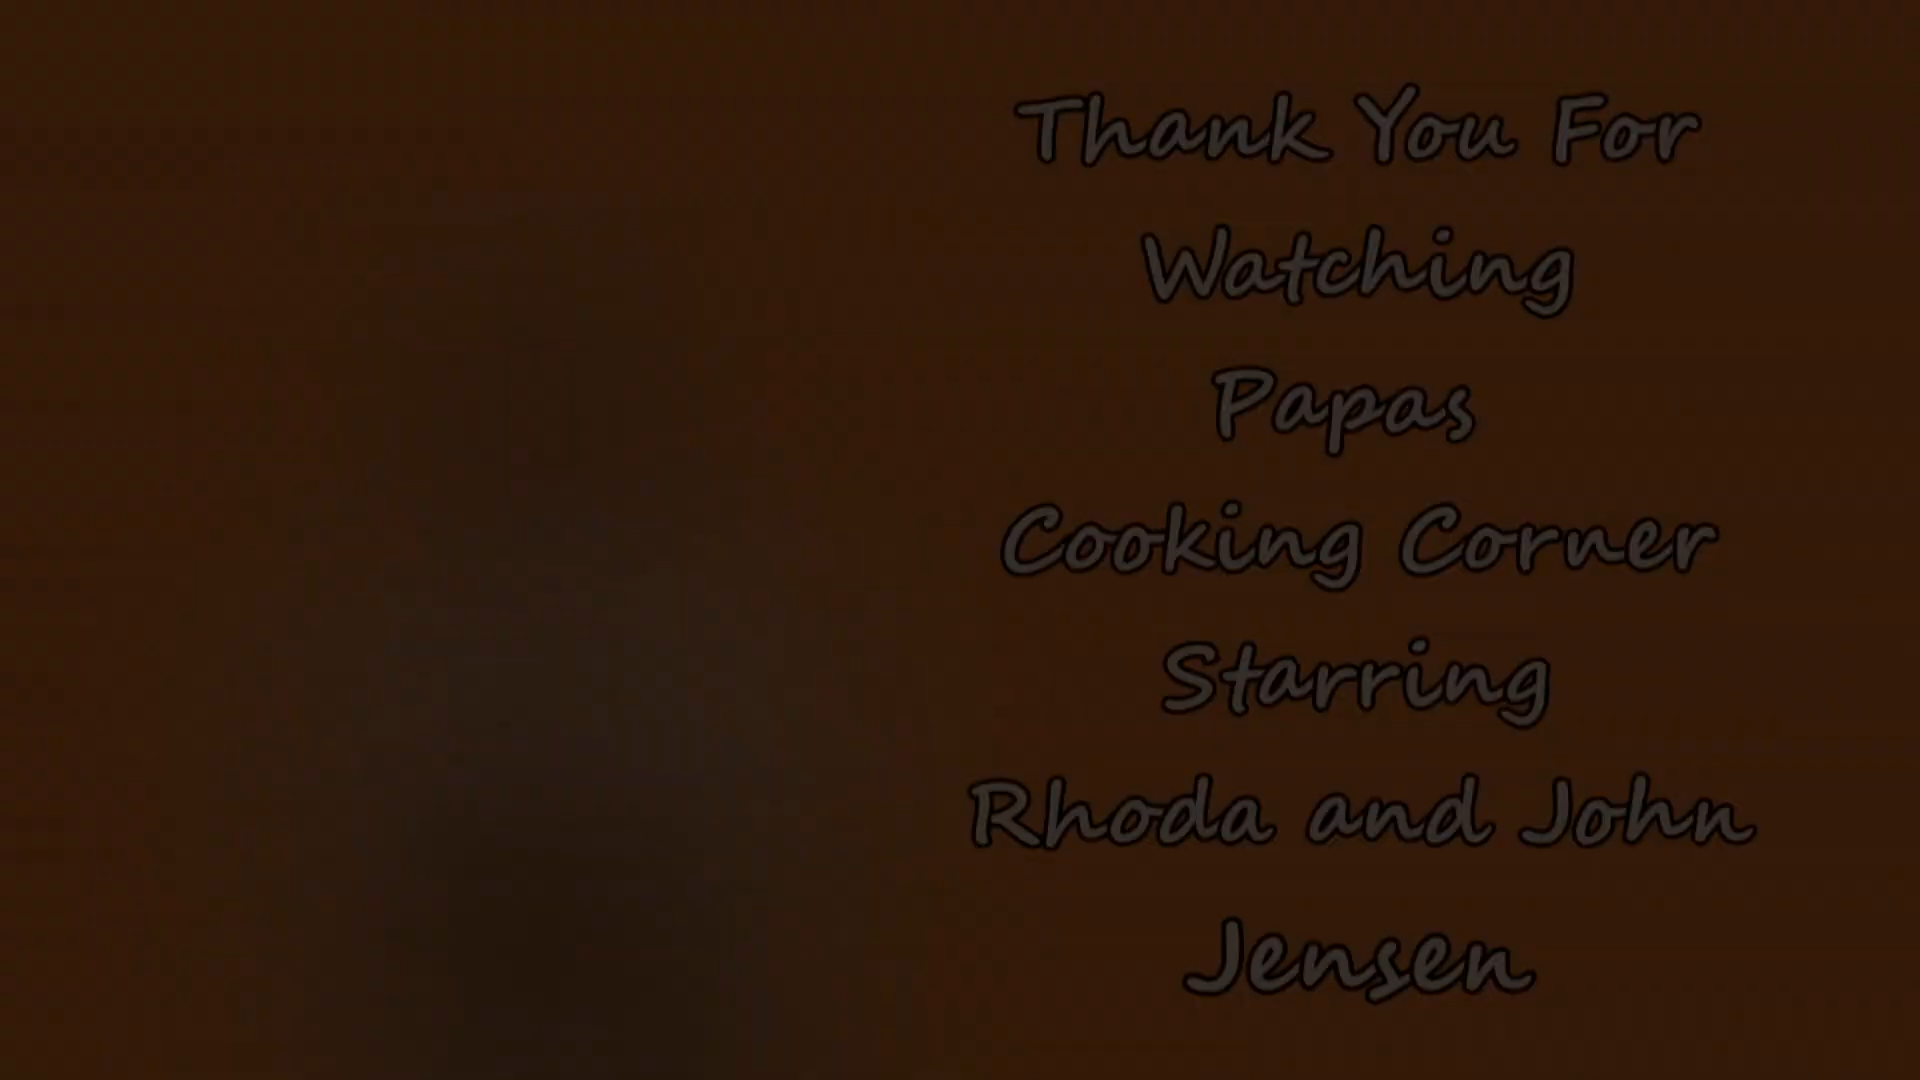 Thank You For
Watching
Papas
Cooking Corner
Starring
Rhoda and John
Jensen